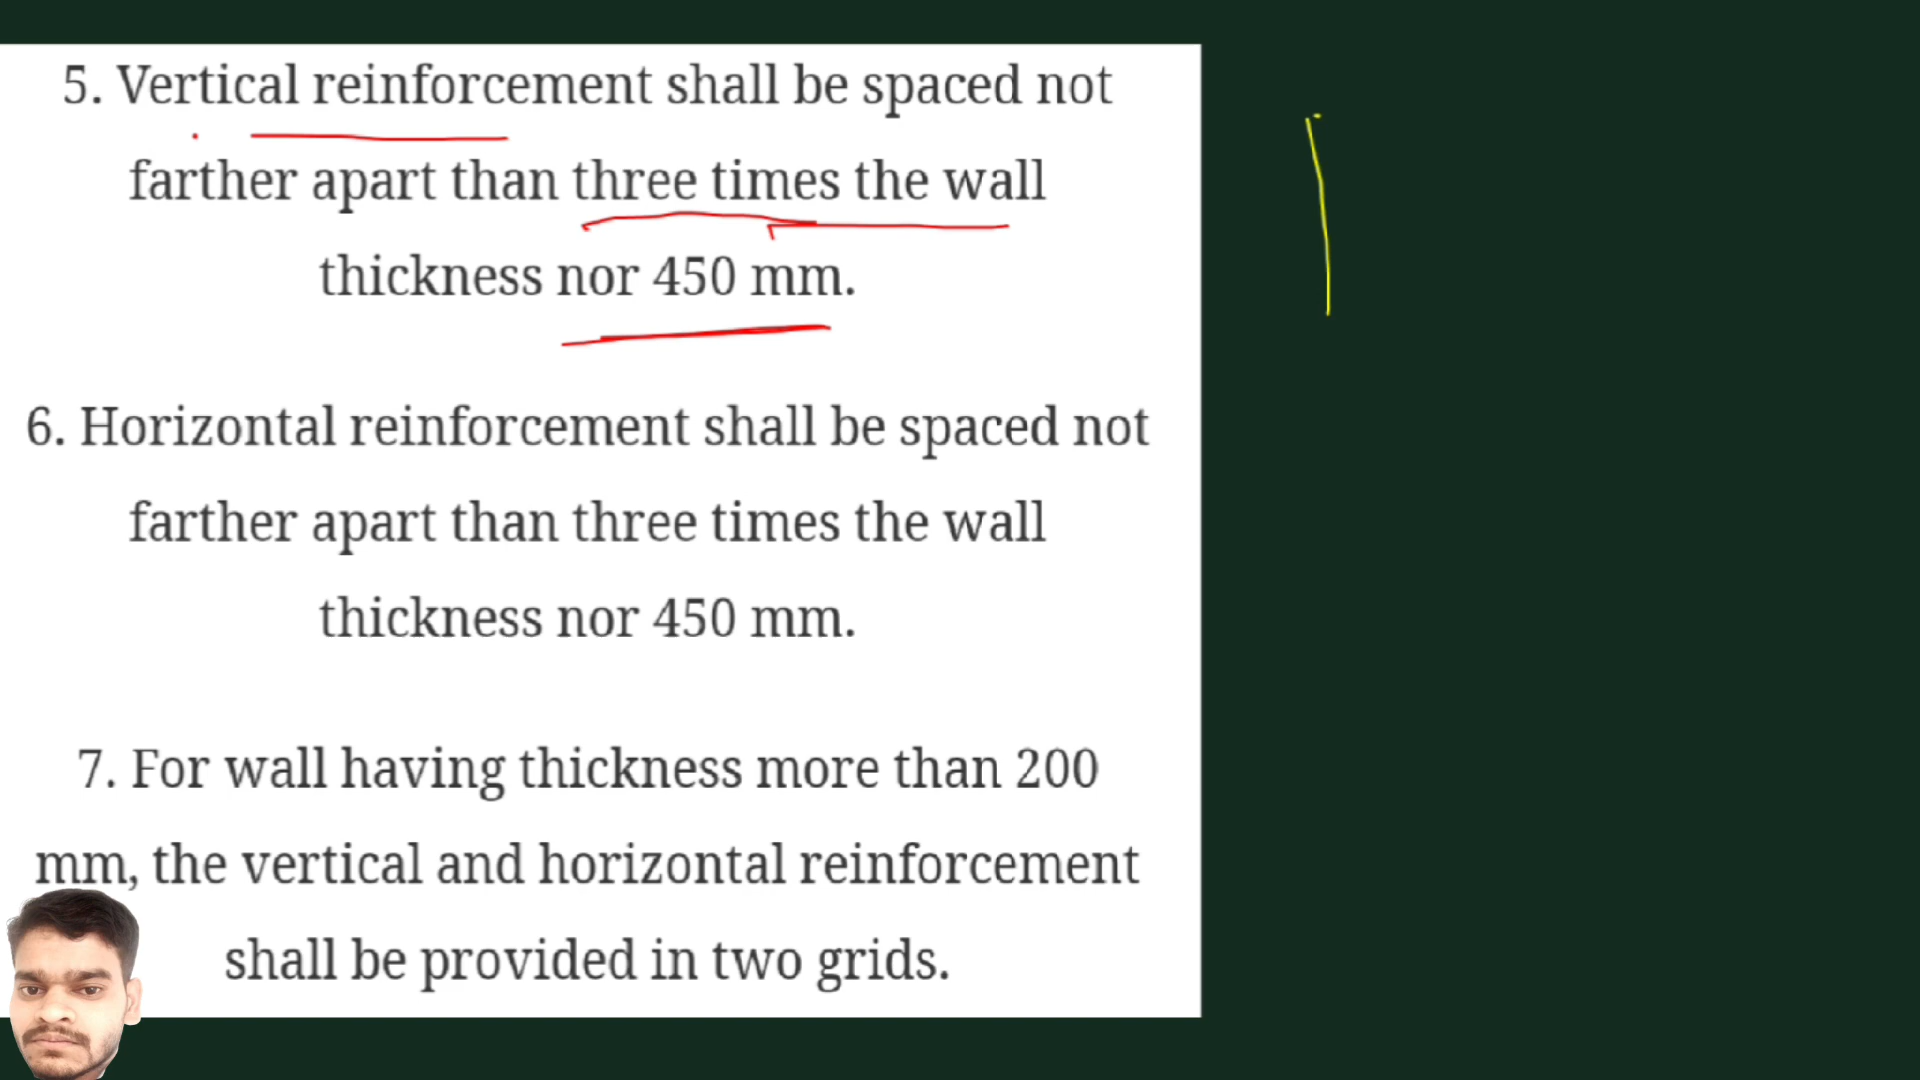 5. Vertical reinforcement shall be spaced not
farther apart than three times the wall
thickness nor 450 mm.
6. Horizontal reinforcement shall be spaced not
farther apart than three times the wall
thickness nor 450 mm.
7. For wall having thickness more than 200
mm, the vertical and horizontal reinforcement
shall be provided in two grids.